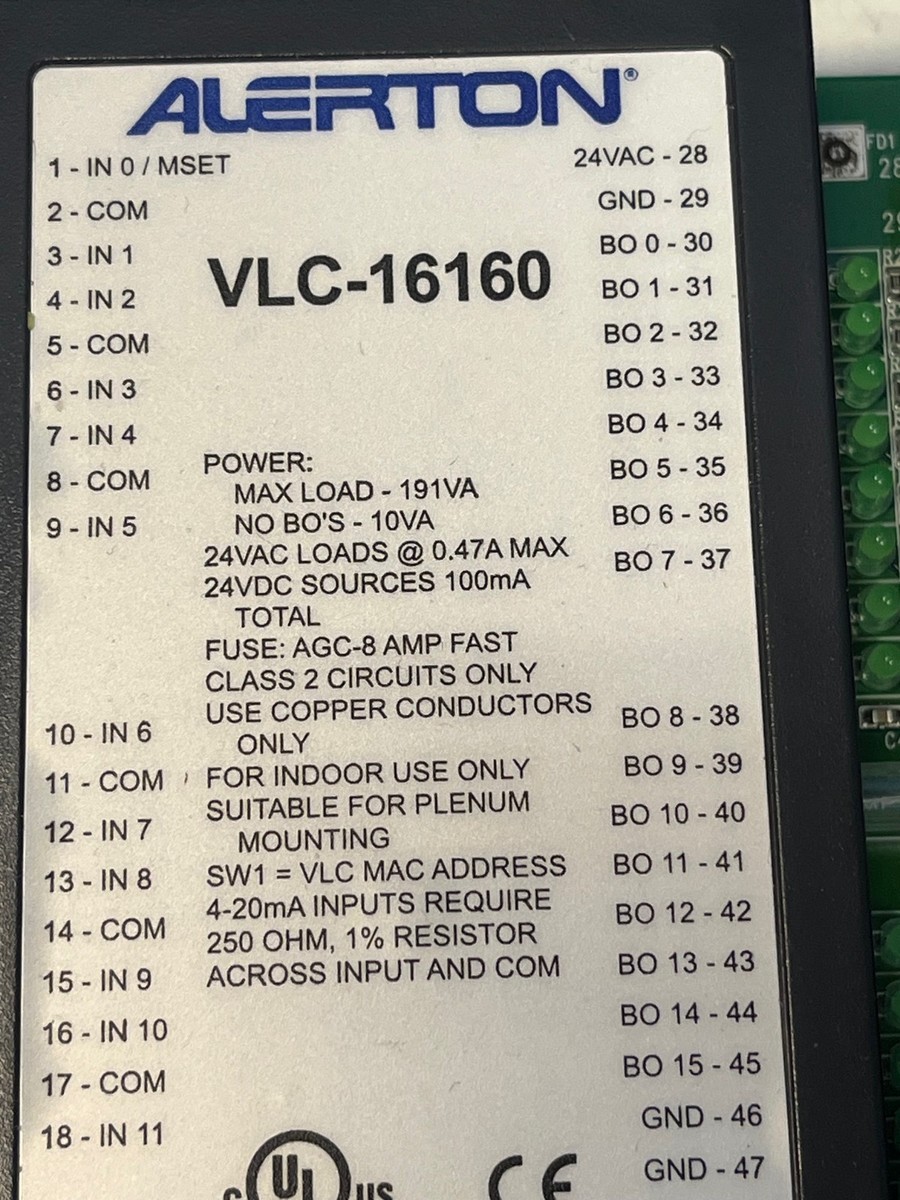 ALERTON®
1 - IN 0 / MSET
2 - COM
3 - IN 1
4 - IN 2
5 - COM
6 - IN 3
7 - IN 4
8 - COM
9 - IN 5
10 - IN 6
11 - COM
12 - IN 7
13 - IN 8
14 - COM
15 - IN 9
16 - IN 10
17 - COM
18 - IN 11
VLC-16160
POWER:
MAX LOAD - 191VA
NO BO'S - 10VA
24VAC LOADS @ 0.47A MAX
24VDC SOURCES 100mA
TOTAL
FUSE: AGC-8 AMP FAST
CLASS 2 CIRCUITS ONLY
USE COPPER CONDUCTORS
ONLY
FOR INDOOR USE ONLY
SUITABLE FOR PLENUM
MOUNTING
SW1 = VLC MAC ADDRESS
4-20mA INPUTS REQUIRE
250 OHM, 1% RESISTOR
ACROSS INPUT AND COM
c UL us
CE
24VAC - 28
GND - 29
BO 0 - 30
BO 1 - 31
BO 2 - 32
BO 3 - 33
BO 4 - 34
BO 5 - 35
BO 6 - 36
BO 7 - 37
BO 8 - 38
BO 9 - 39
BO 10 - 40
BO 11 - 41
BO 12 - 42
BO 13 - 43
BO 14 - 44
BO 15 - 45
GND - 46
GND - 47
FD1
28